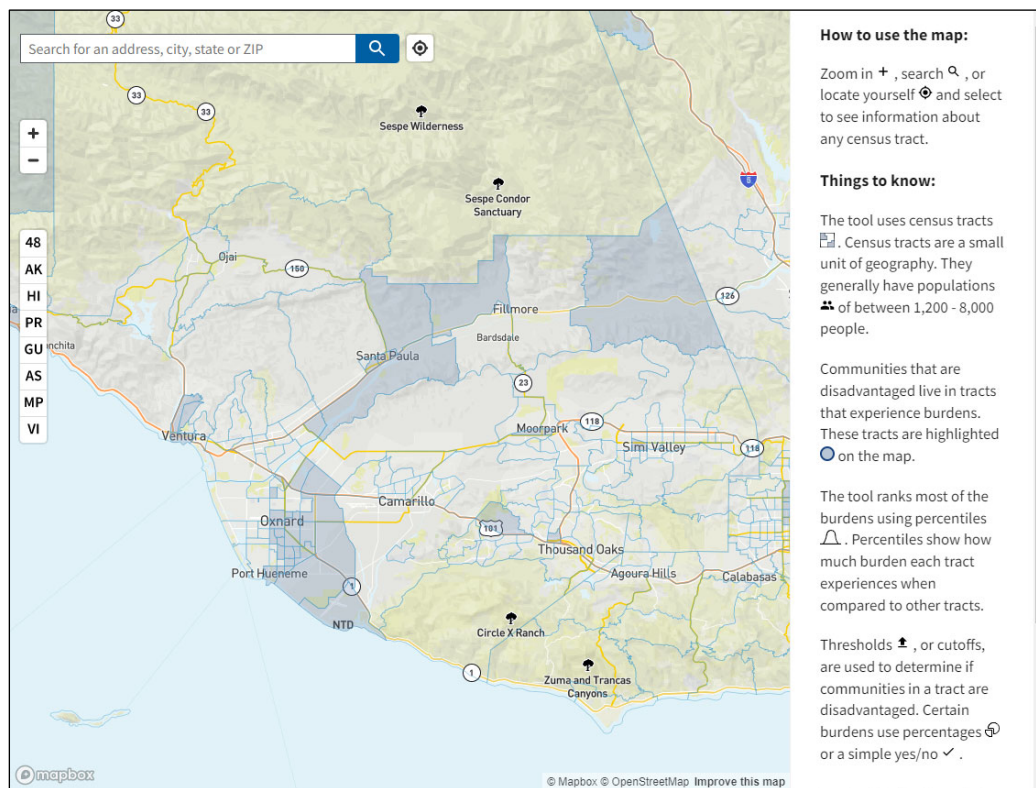 33
Search for an address, city, state or ZIP
33
33
Sespe Wilderness
+
−
5
Sespe Condor
Sanctuary
48
AK
HI
PR
GU
AS
MP
VI
Ojai
150
126
Fillmore
Bardsdale
nchita
Santa Paula
23
Moorpark
118
Ventura
Simi Valley
118
Camarillo
101
Oxnard
Thousand Oaks
Port Hueneme
Agoura Hills
Calabasas
1
NTD
Circle X Ranch
1
Zuma and Trancas
Canyons
mapbox
© Mapbox © OpenStreetMap Improve this map
How to use the map:
Zoom in + , search , or
locate yourself and select
to see information about
any census tract.
Things to know:
The tool uses census tracts
. Census tracts are a small
unit of geography. They
generally have populations
of between 1,200 - 8,000
people.
Communities that are
disadvantaged live in tracts
that experience burdens.
These tracts are highlighted
on the map.
The tool ranks most of the
burdens using percentiles
. Percentiles show how
much burden each tract
experiences when
compared to other tracts.
Thresholds , or cutoffs,
are used to determine if
communities in a tract are
disadvantaged. Certain
burdens use percentages
or a simple yes/no ✓ .